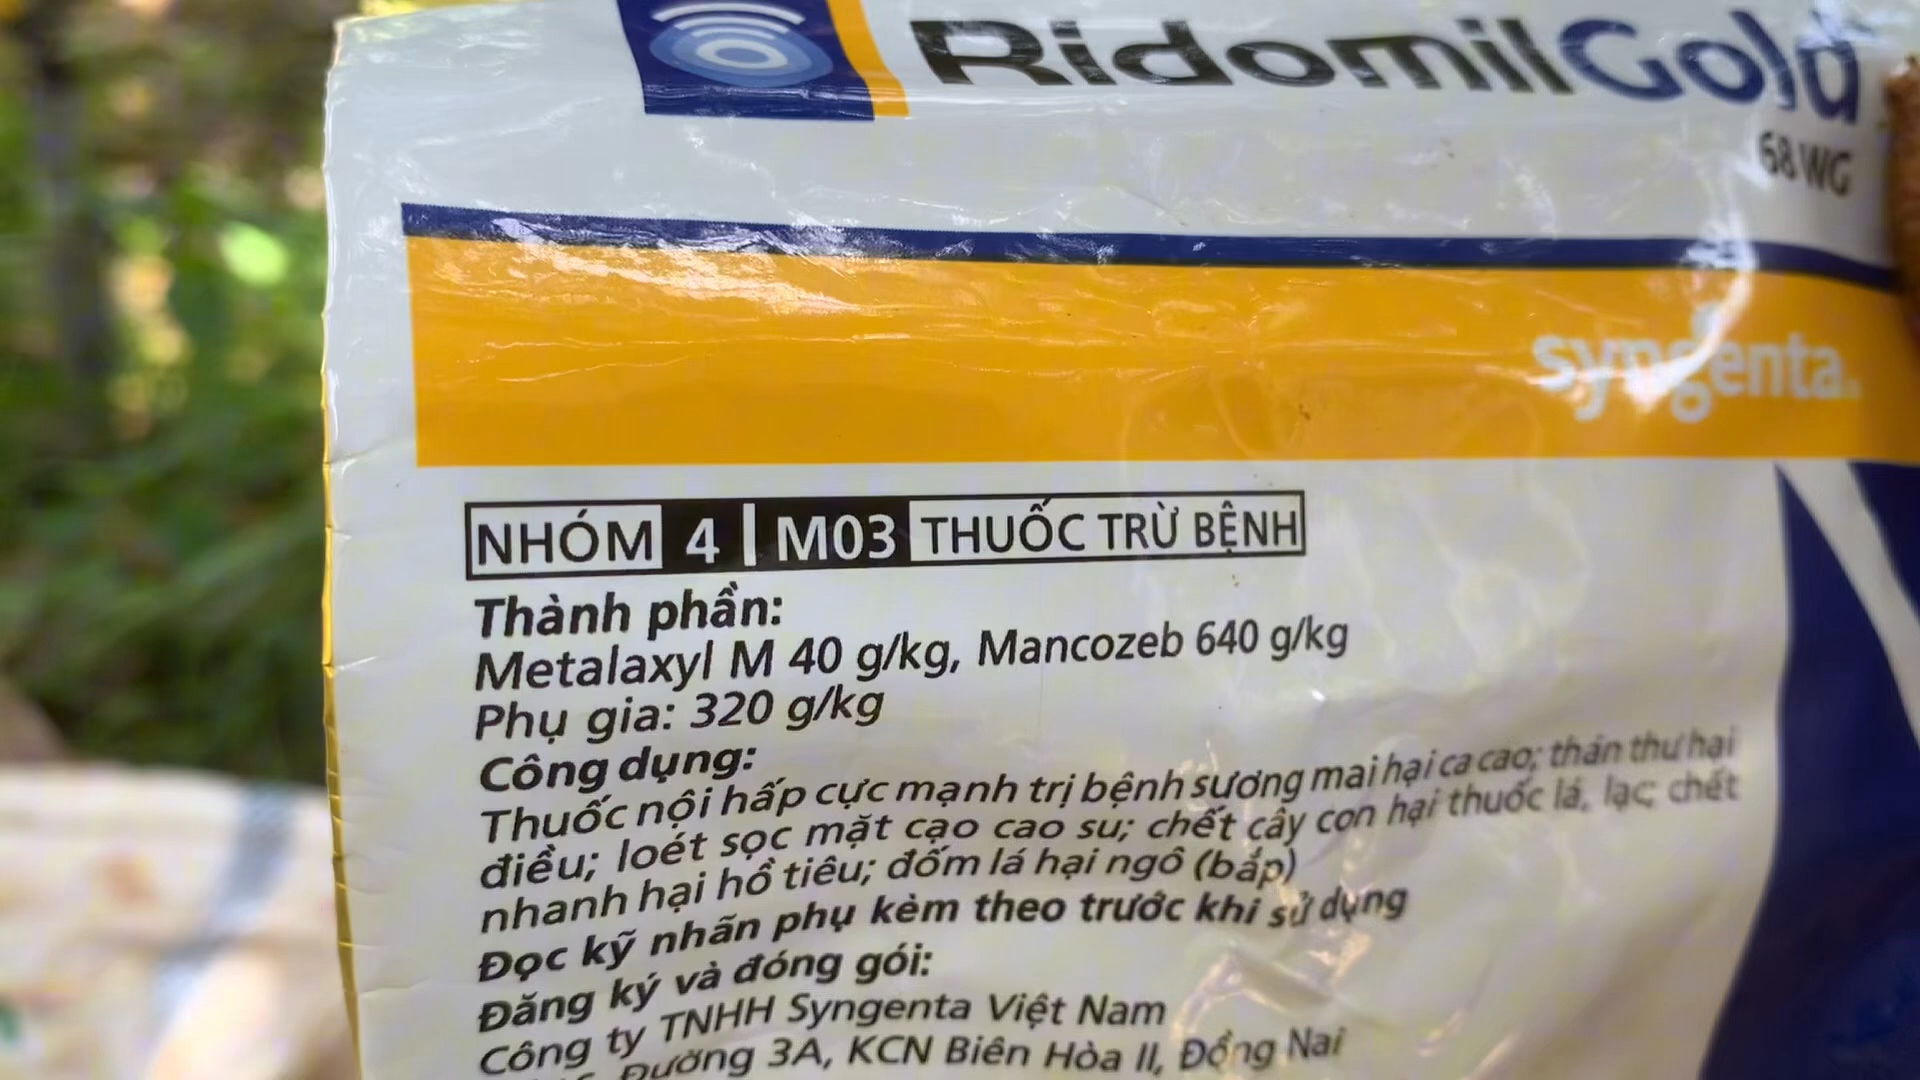 RidomilGold
68 WG
syngenta.
NHÓM 4 | M03 THUỐC TRỪ BỆNH
Thành phần:
Metalaxyl M 40 g/kg, Mancozeb 640 g/kg
Phụ gia: 320 g/kg
Công dụng:
Thuốc nội hấp cực mạnh trị bệnh sương mai hại ca cao; thán thư hại
điều; loét sọc mặt cạo cao su; chết cây con hại thuốc lá, lạc; chết
nhanh hại hồ tiêu; đốm lá hại ngô (bắp)
Đọc kỹ nhãn phụ kèm theo trước khi sử dụng
Đăng ký và đóng gói:
Công ty TNHH Syngenta Việt Nam
Đường 3A, KCN Biên Hòa II, Đồng Nai